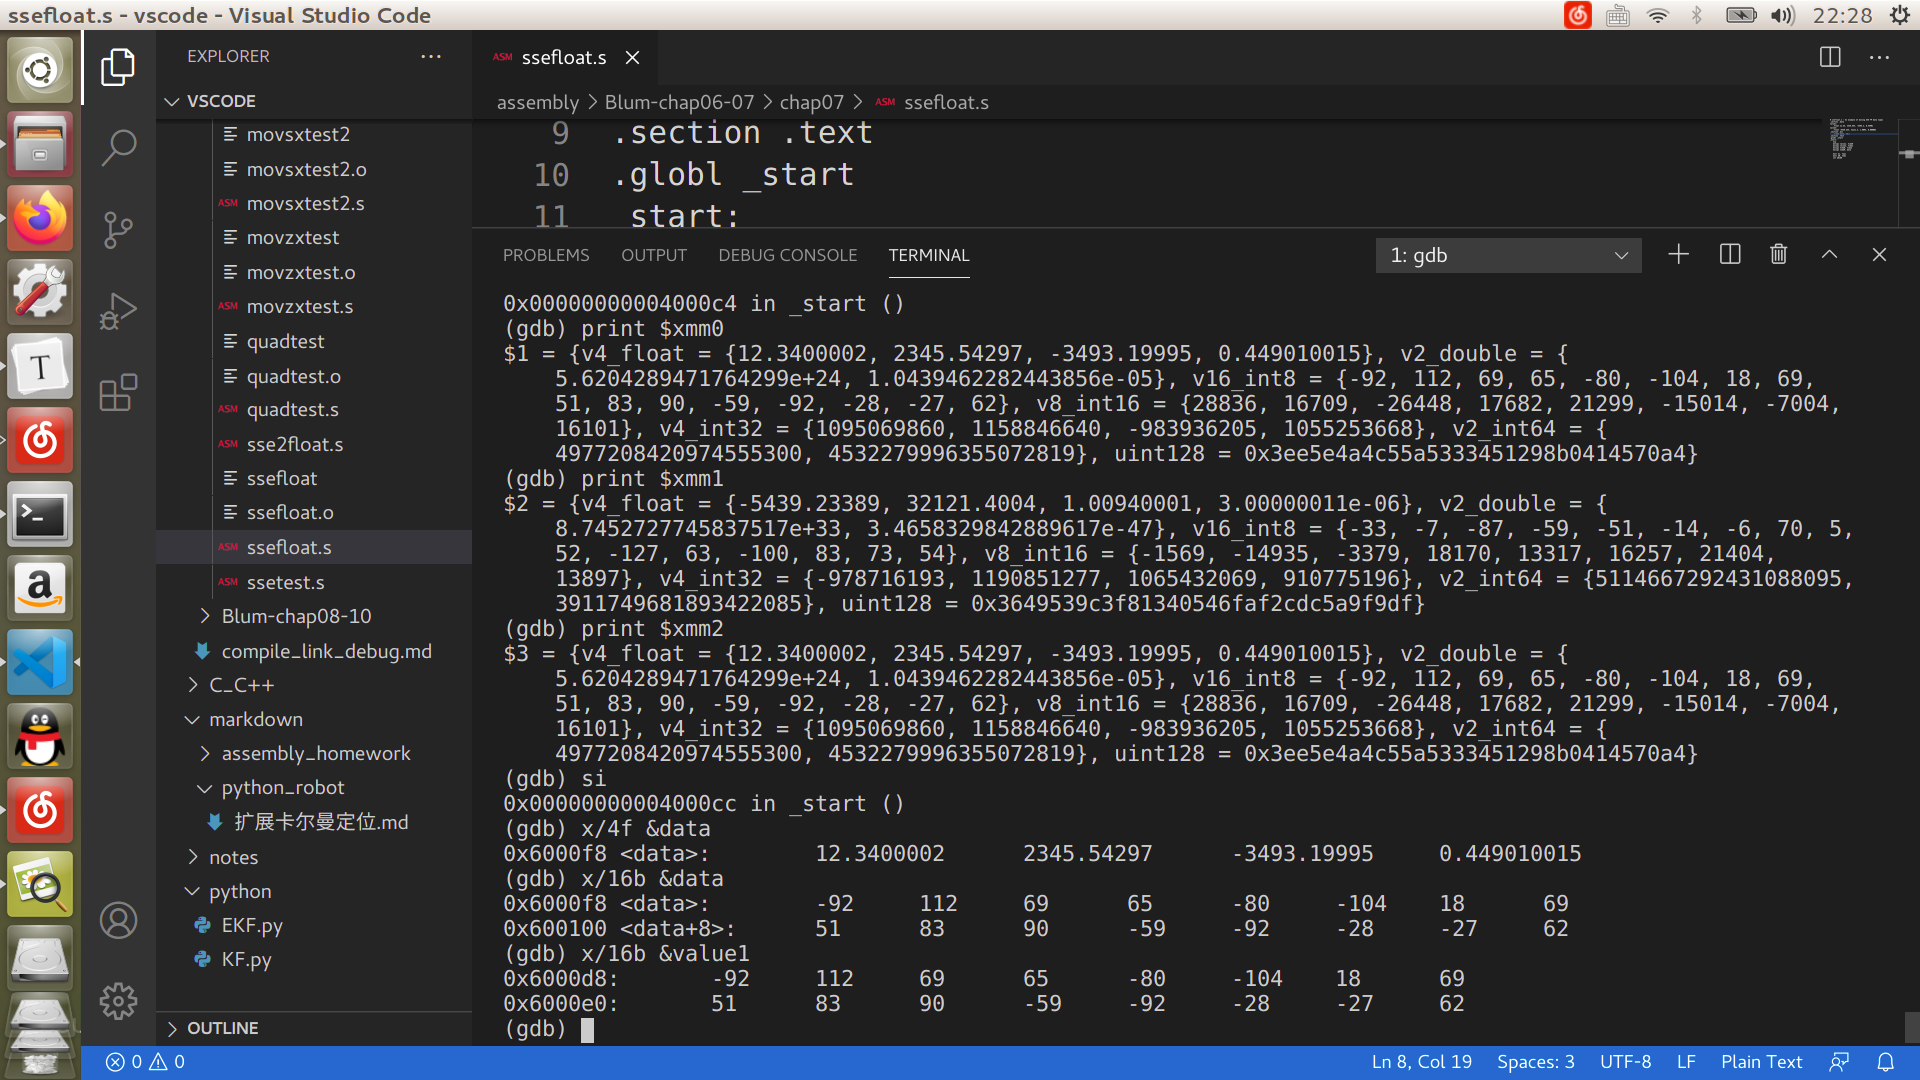 ssefloat.s - vscode - Visual Studio Code
22:28
EXPLORER
VSCODE
movsxtest2
movsxtest2.o
ASM movsxtest2.s
movzxtest
movzxtest.o
ASM movzxtest.s
quadtest
quadtest.o
ASM quadtest.s
ASM sse2float.s
ssefloat
ssefloat.o
ASM ssefloat.s
ASM ssetest.s
Blum-chap08-10
compile_link_debug.md
C_C++
markdown
assembly_homework
python_robot
扩展卡尔曼定位.md
notes
python
EKF.py
KF.py
OUTLINE
ASM ssefloat.s
assembly > Blum-chap06-07 > chap07 > ASM ssefloat.s
9 .section .text
10 .globl _start
11 _start:
PROBLEMS OUTPUT DEBUG CONSOLE TERMINAL
1: gdb
0x00000000004000c4 in _start ()
(gdb) print $xmm0
$1 = {v4_float = {12.3400002, 2345.54297, -3493.19995, 0.449010015}, v2_double = {
5.6204289471764299e+24, 1.0439462282443856e-05}, v16_int8 = {-92, 112, 69, 65, -80, -104, 18, 69,
51, 83, 90, -59, -92, -28, -27, 62}, v8_int16 = {28836, 16709, -26448, 17682, 21299, -15014, -7004,
16101}, v4_int32 = {1095069860, 1158846640, -983936205, 1055253668}, v2_int64 = {
4977208420974555300, 4532279996355072819}, uint128 = 0x3ee5e4a4c55a5333451298b0414570a4}
(gdb) print $xmm1
$2 = {v4_float = {-5439.23389, 32121.4004, 1.00940001, 3.00000011e-06}, v2_double = {
8.7452727745837517e+33, 3.4658329842889617e-47}, v16_int8 = {-33, -7, -87, -59, -51, -14, -6, 70, 5,
52, -127, 63, -100, 83, 73, 54}, v8_int16 = {-1569, -14935, -3379, 18170, 13317, 16257, 21404,
13897}, v4_int32 = {-978716193, 1190851277, 1065432069, 910775196}, v2_int64 = {5114667292431088095,
3911749681893422085}, uint128 = 0x3649539c3f81340546faf2cdc5a9f9df}
(gdb) print $xmm2
$3 = {v4_float = {12.3400002, 2345.54297, -3493.19995, 0.449010015}, v2_double = {
5.6204289471764299e+24, 1.0439462282443856e-05}, v16_int8 = {-92, 112, 69, 65, -80, -104, 18, 69,
51, 83, 90, -59, -92, -28, -27, 62}, v8_int16 = {28836, 16709, -26448, 17682, 21299, -15014, -7004,
16101}, v4_int32 = {1095069860, 1158846640, -983936205, 1055253668}, v2_int64 = {
4977208420974555300, 4532279996355072819}, uint128 = 0x3ee5e4a4c55a5333451298b0414570a4}
(gdb) si
0x00000000004000cc in _start ()
(gdb) x/4f &data
0x6000f8 <data>: 12.3400002 2345.54297 -3493.19995 0.449010015
(gdb) x/16b &data
0x6000f8 <data>: -92 112 69 65 -80 -104 18 69
0x600100 <data+8>: 51 83 90 -59 -92 -28 -27 62
(gdb) x/16b &value1
0x6000d8: -92 112 69 65 -80 -104 18 69
0x6000e0: 51 83 90 -59 -92 -28 -27 62
(gdb)
0 0
Ln 8, Col 19 Spaces: 3 UTF-8 LF Plain Text